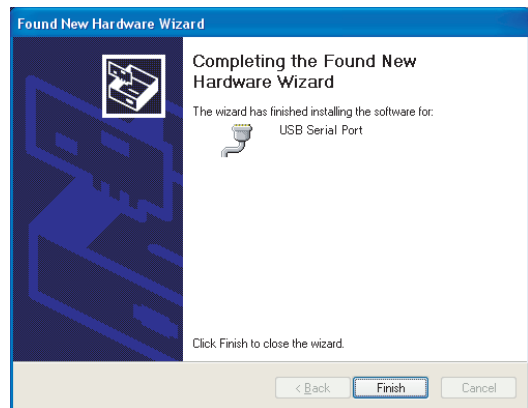 Found New Hardware Wizard
Completing the Found New
Hardware Wizard
The wizard has finished installing the software for:
USB Serial Port
Click Finish to close the wizard.
< Back
Finish
Cancel